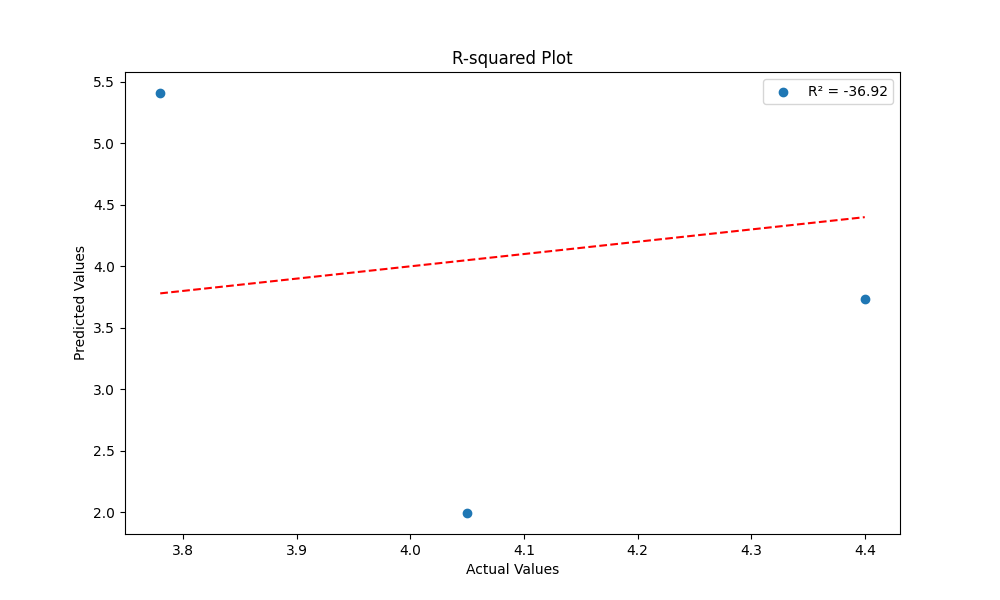 R-squared Plot
R² = -36.92
Predicted Values
5.5
5.0
4.5
4.0
3.5
3.0
2.5
2.0
3.8 3.9 4.0 4.1 4.2 4.3 4.4
Actual Values